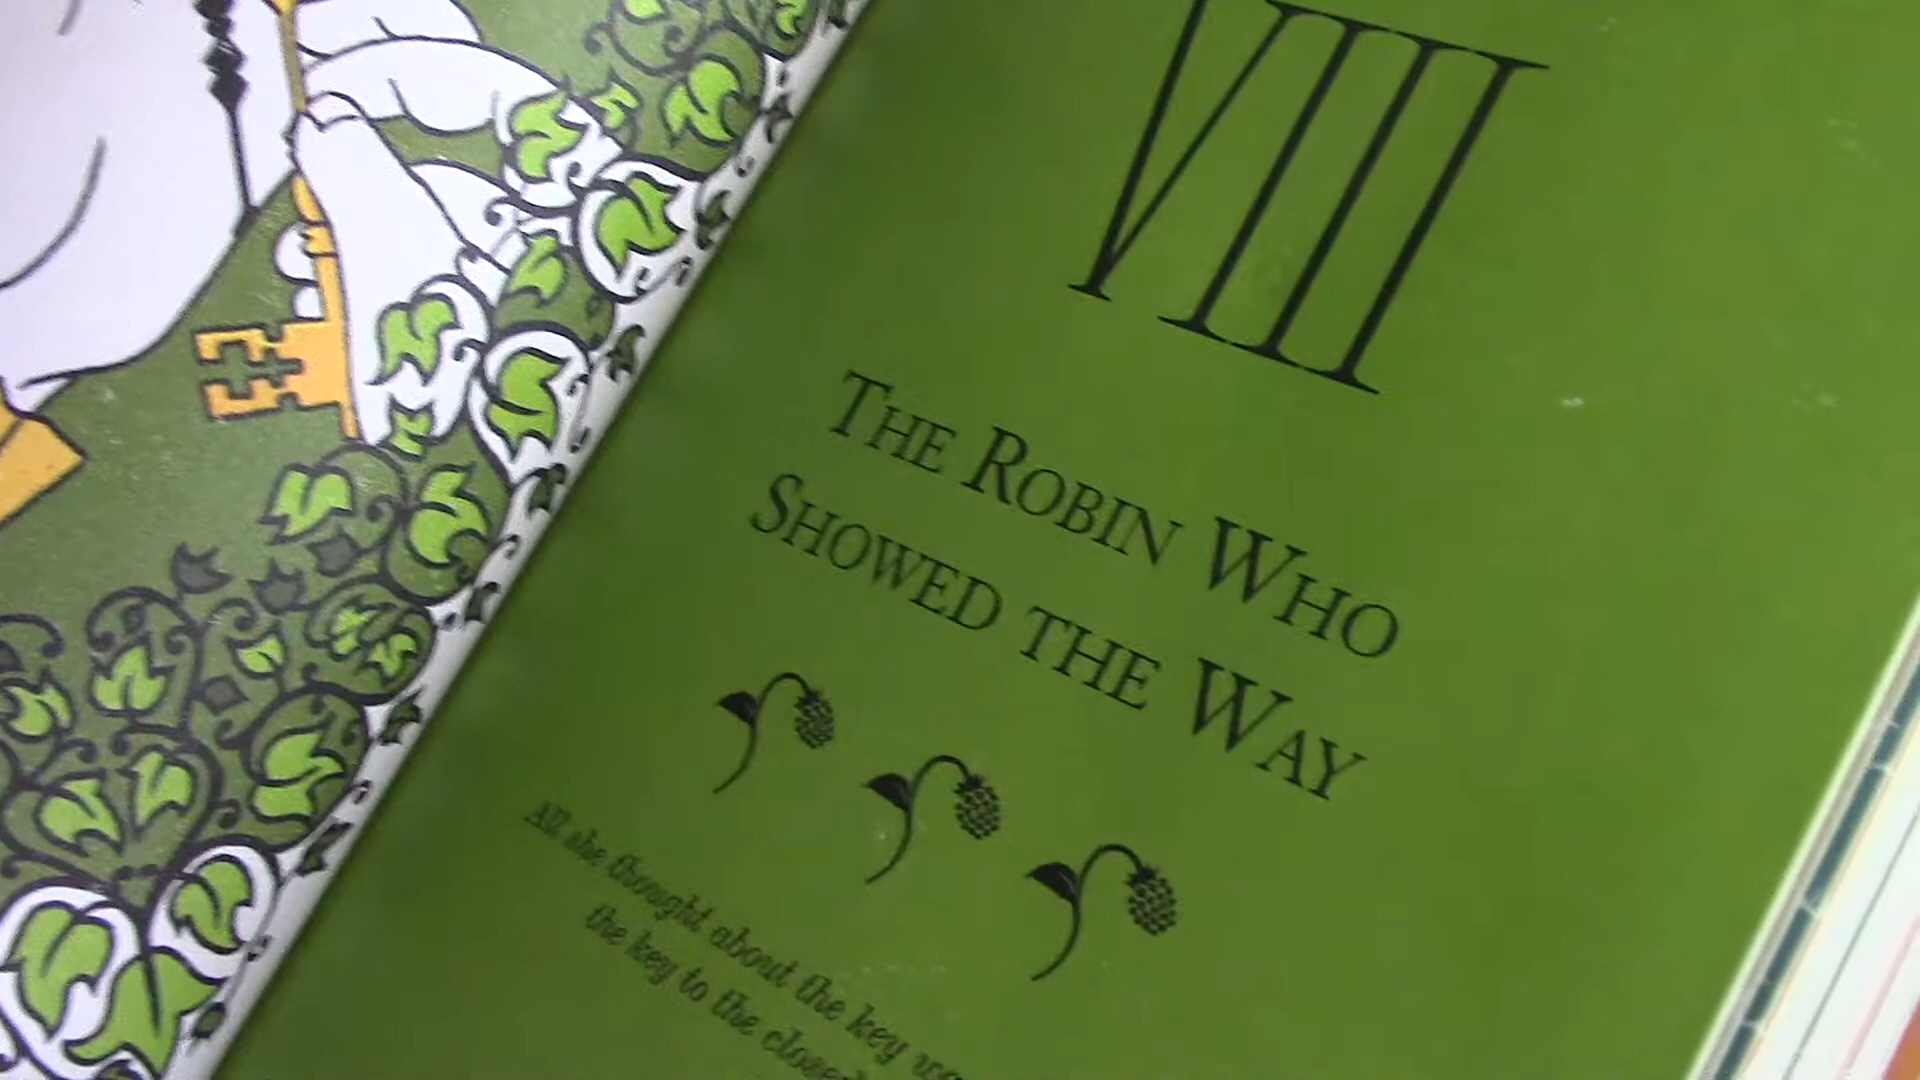 VIII
THE ROBIN WHO
SHOWED THE WAY
All she thought about the key
the key to the